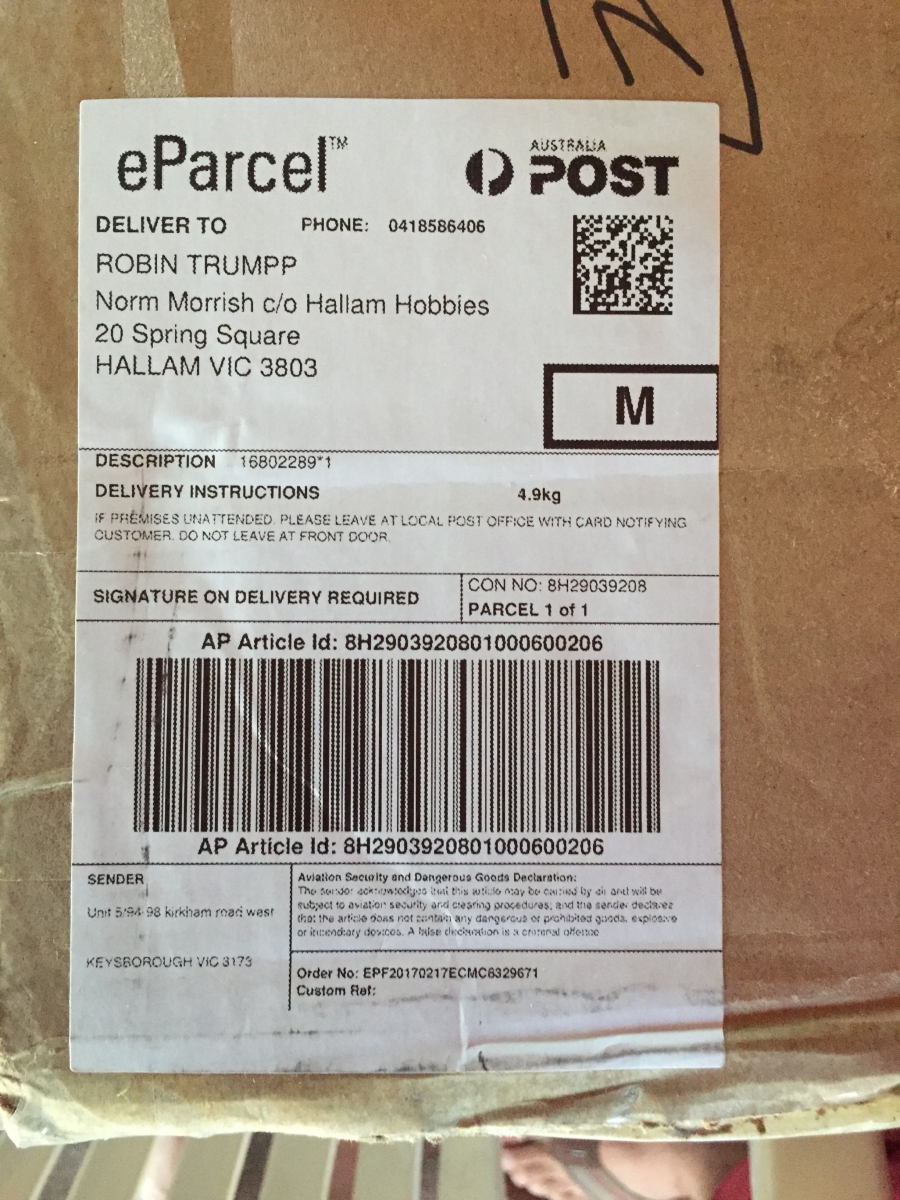 eParcel™
AUSTRALIA
POST
DELIVER TO PHONE: 0418586406
ROBIN TRUMPP
Norm Morrish c/o Hallam Hobbies
20 Spring Square
HALLAM VIC 3803
M
DESCRIPTION 16802289*1
DELIVERY INSTRUCTIONS 4.9kg
IF PREMISES UNATTENDED. PLEASE LEAVE AT LOCAL POST OFFICE WITH CARD NOTIFYING
CUSTOMER. DO NOT LEAVE AT FRONT DOOR.
SIGNATURE ON DELIVERY REQUIRED
CON NO: 8H29039208
PARCEL 1 of 1
AP Article Id: 8H2903920801000600206
AP Article Id: 8H2903920801000600206
SENDER
Unit 5/94-98 kirkham road west
KEYSBOROUGH VIC 3173
Aviation Security and Dangerous Goods Declaration:
The sender acknowledges that this article may be carried by air and will be
subject to aviation security and clearing procedures; and the sender declares
that the article does not contain any dangerous or prohibited goods, explosive
or incendiary devices. A false declaration is a criminal offence
Order No: EPF20170217ECMC6329671
Custom Ref: